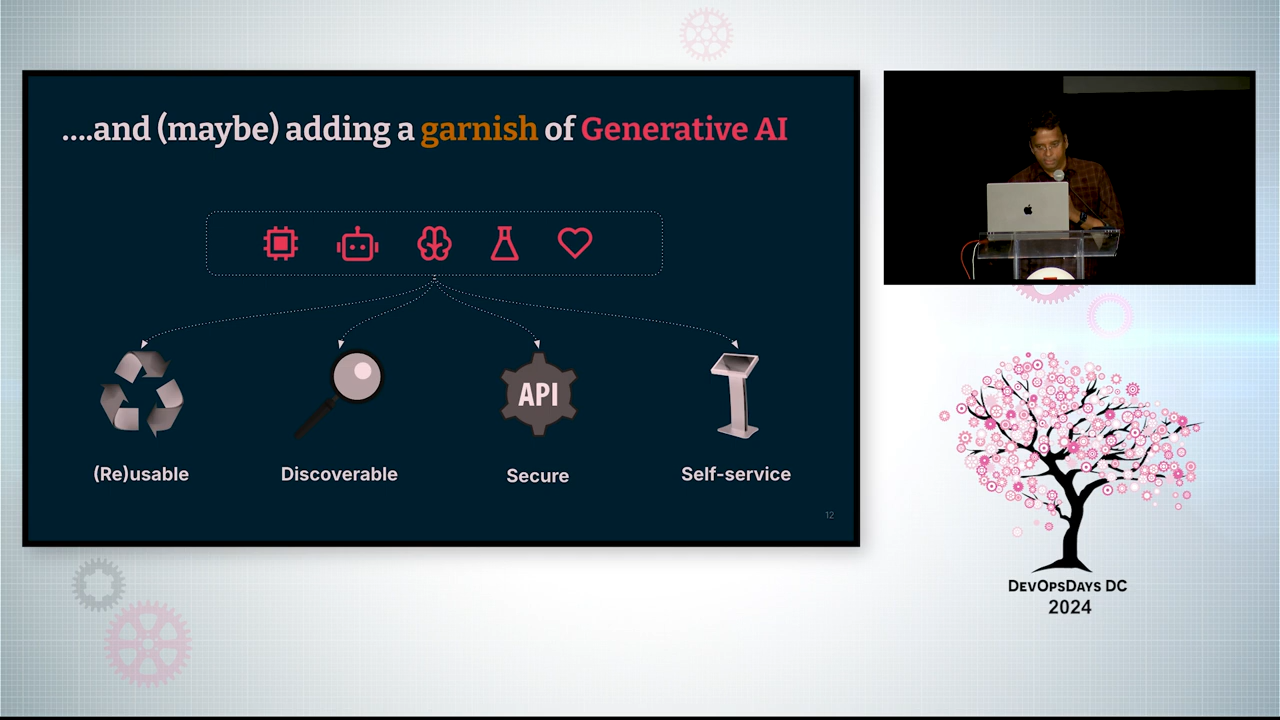 ....and (maybe) adding a garnish of Generative AI
API
(Re)usable
Discoverable
Secure
Self-service
12
DevOpsDays DC
2024